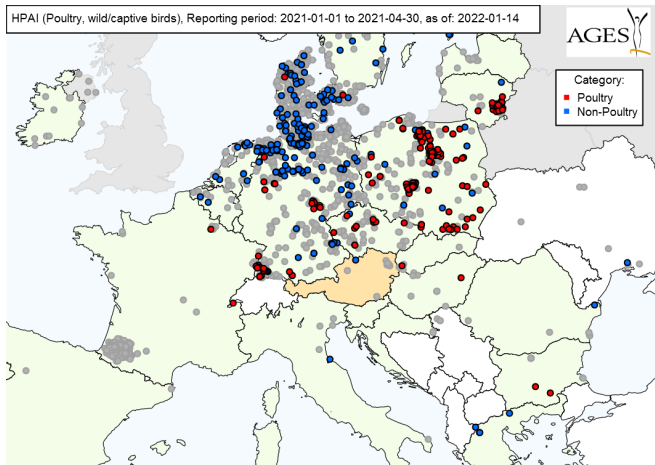 HPAI (Poultry, wild/captive birds), Reporting period: 2021-01-01 to 2021-04-30, as of: 2022-01-14
AGES
Category:
Poultry
Non-Poultry